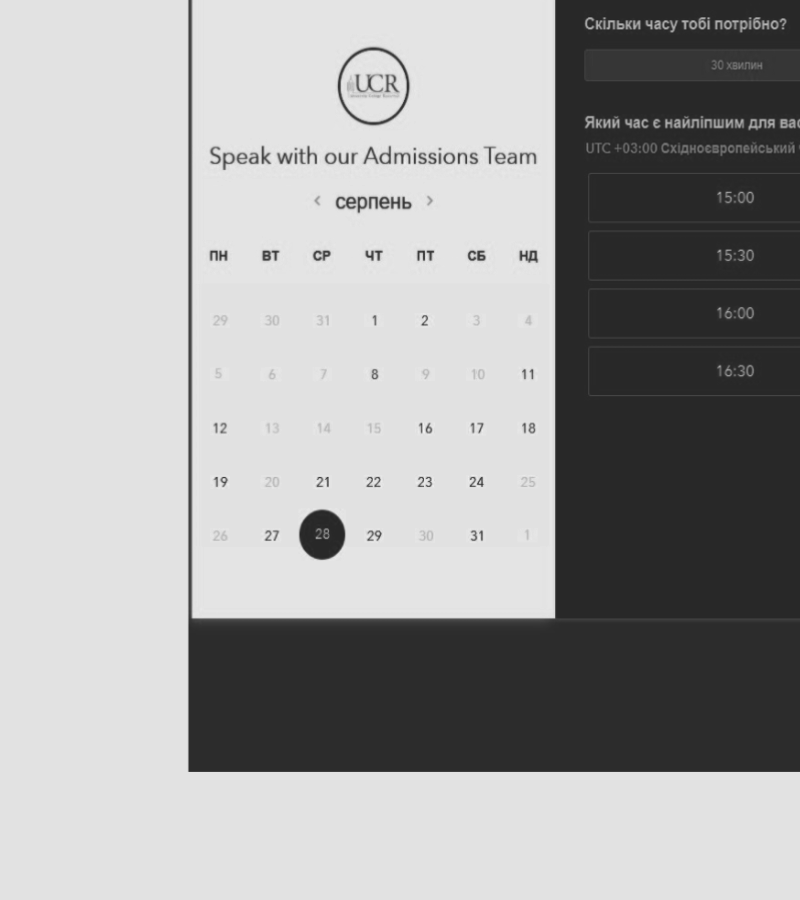 UCR
Speak with our Admissions Team
< серпень >
ПН ВТ СР ЧТ ПТ СБ НД
29 30 31 1 2 3 4
5 6 7 8 9 10 11
12 13 14 15 16 17 18
19 20 21 22 23 24 25
26 27 28 29 30 31 1
Скільки часу тобі потрібно?
30 хвилин
Який час є найліпшим для вас
UTC +03:00 Східноєвропейський
15:00
15:30
16:00
16:30